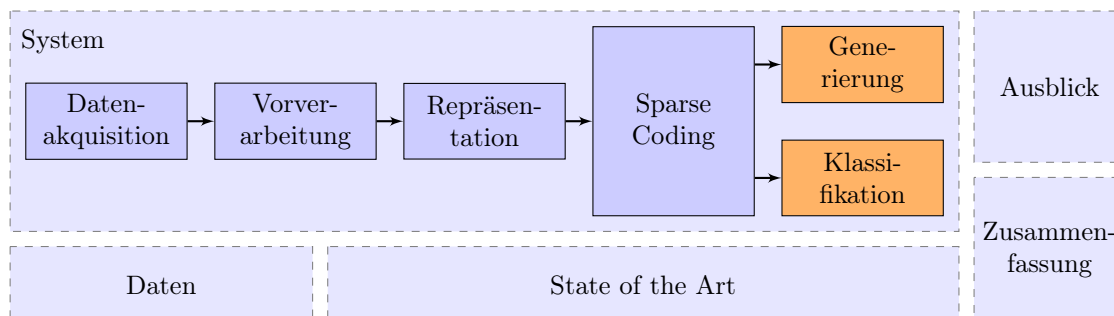 System
Daten-
akquisition
Vorver-
arbeitung
Repräsen-
tation
Sparse
Coding
Gene-
rierung
Klassi-
fikation
Ausblick
Zusammen-
fassung
Daten
State of the Art